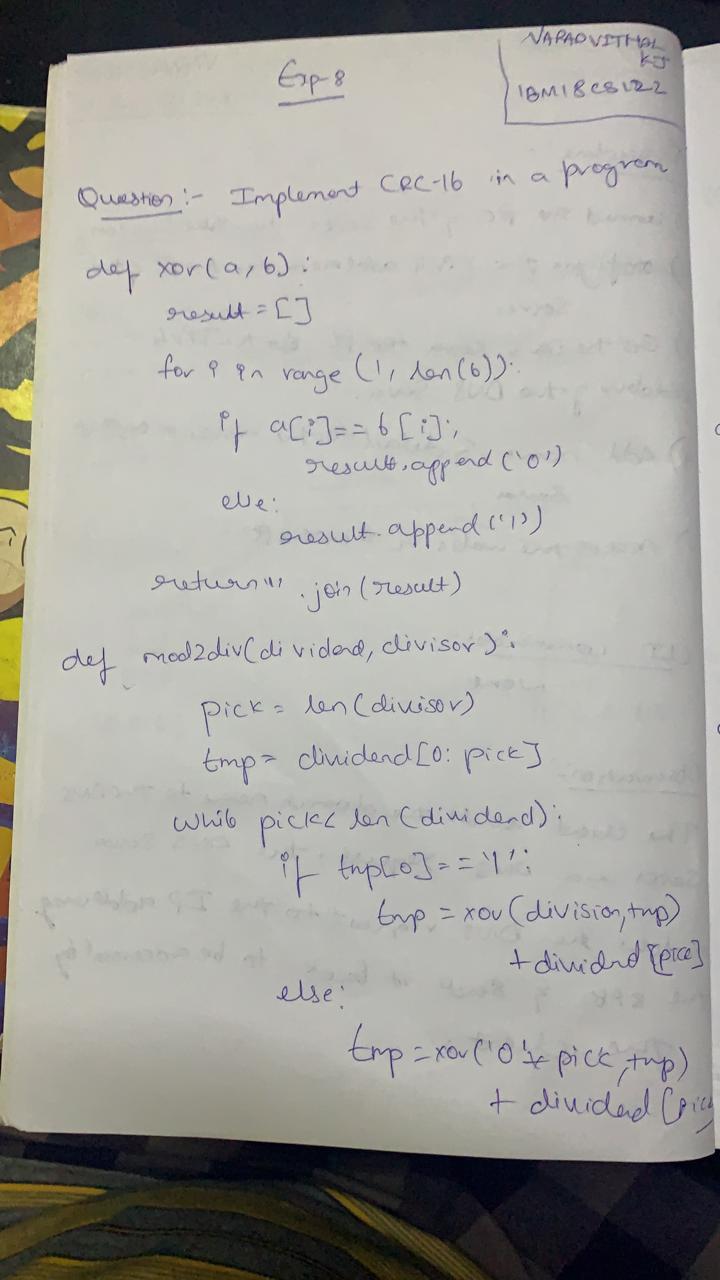 Exp-8
NAPAOVITHAL
KJ
1BM18CS122
Question:- Implement CRC-16 in a program
def xor(a, b):
result = []
for i in range (1, len(b)):
if a[i] == b[i]:
result.append('0')
else:
result.append('1')
return '' .join(result)
def mod2div(dividend, divisor):
pick = len(divisor)
tmp = dividend[0: pick]
while pick < len(dividend):
if tmp[0] == '1':
tmp = xor(division, tmp)
+ dividend [pick]
else:
tmp = xor('0' * pick, tmp)
+ dividend [pick